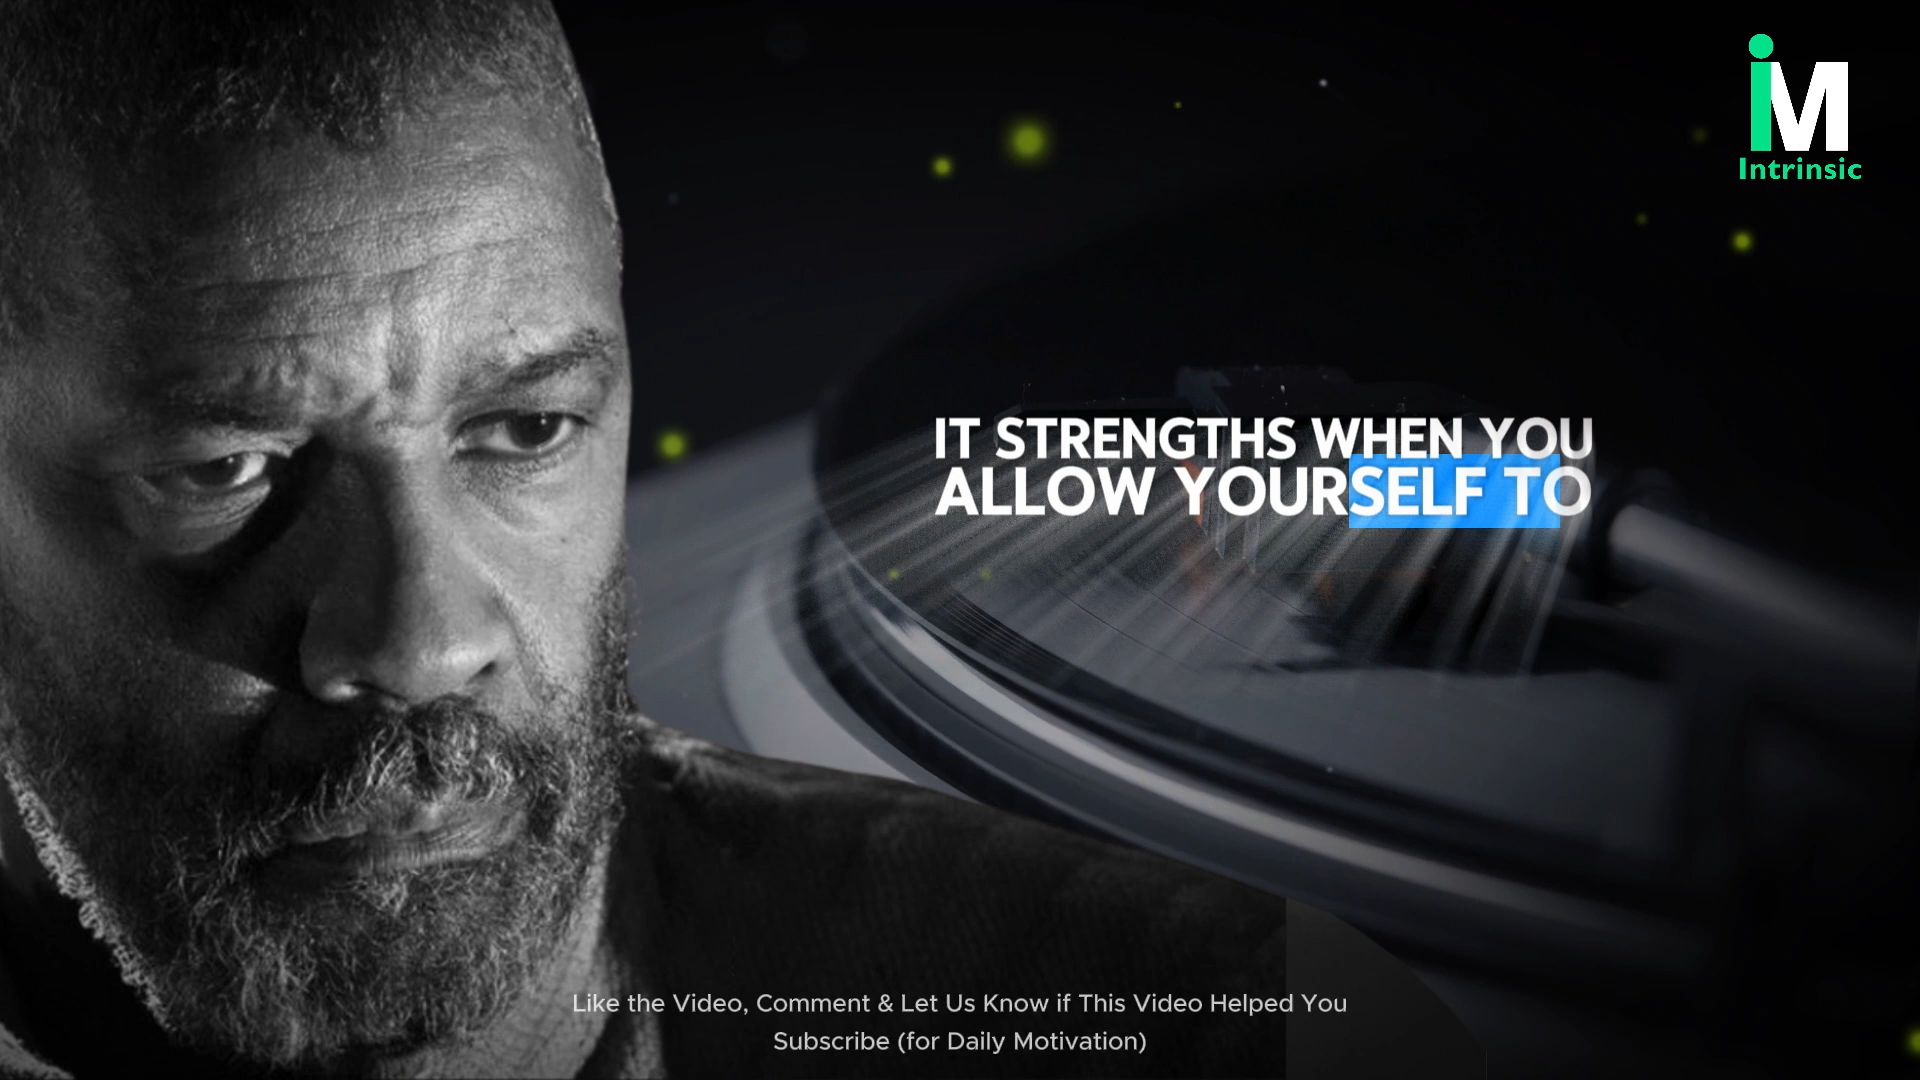 iM
Intrinsic
IT STRENGTHS WHEN YOU
ALLOW YOURSELF TO
Like the Video, Comment & Let Us Know if This Video Helped You
Subscribe (for Daily Motivation)